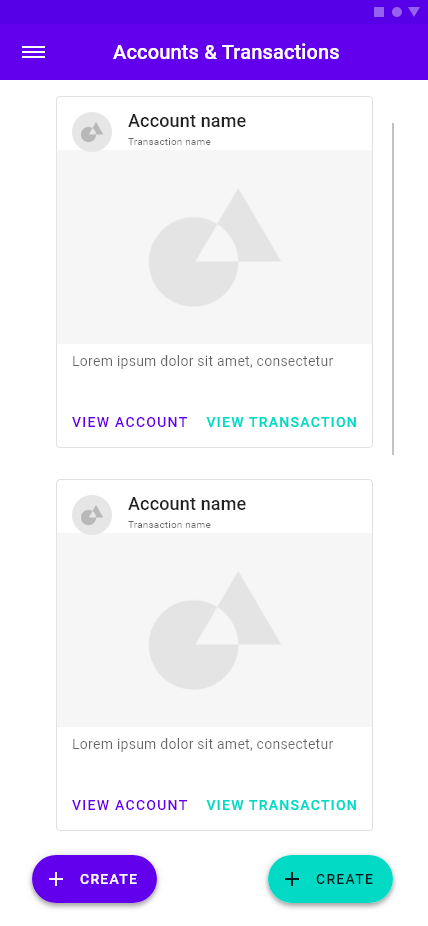 Accounts & Transactions
Account name
Transaction name
Lorem ipsum dolor sit amet, consectetur
VIEW ACCOUNT VIEW TRANSACTION
Account name
Transaction name
Lorem ipsum dolor sit amet, consectetur
VIEW ACCOUNT VIEW TRANSACTION
CREATE CREATE